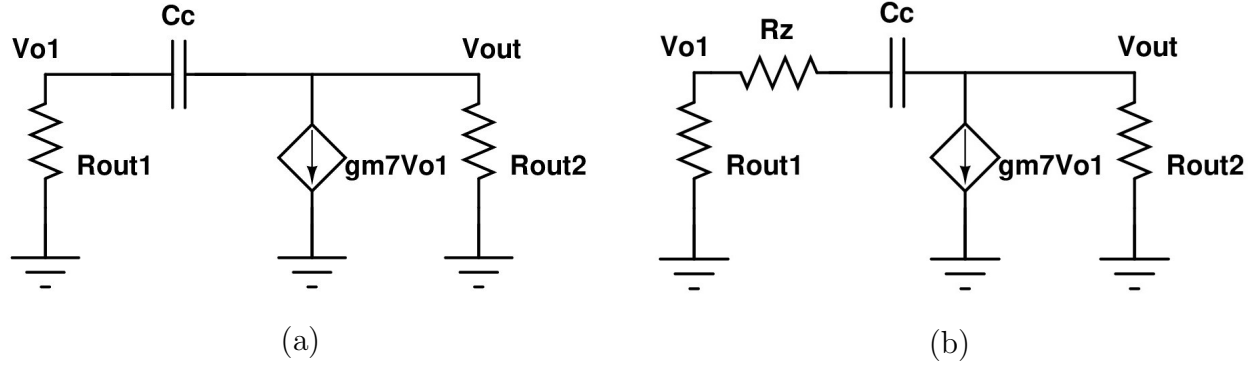 Cc
Vo1
Vout
Rout1
gm7Vo1
Rout2
(a)
Cc
Rz
Vo1
Vout
Rout1
gm7Vo1
Rout2
(b)